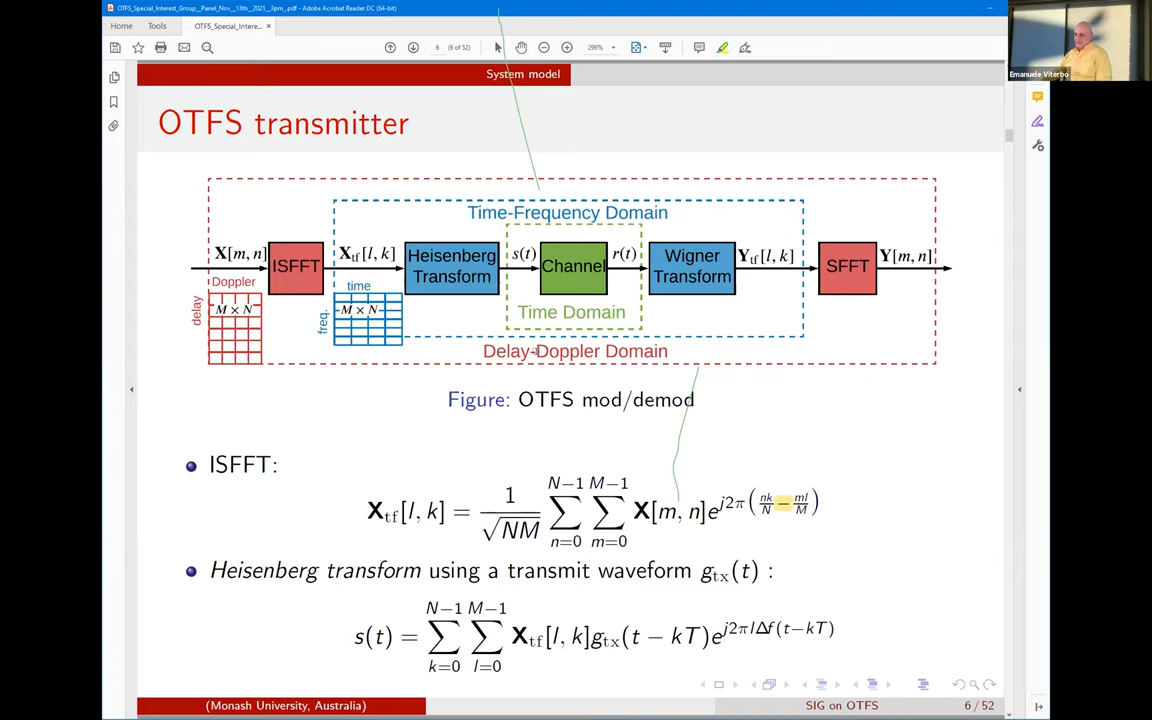 OTFS_Special_Interest_Group_Panel_Nov_13th_2021_3pm_.pdf - Adobe Acrobat Reader DC (64-bit)
Home Tools OTFS_Special_Intere... ×
6 (6 of 52) 299%
Emanuele Viterbo
System model
OTFS transmitter
Time-Frequency Domain
X[m, n] ISFFT X_tf[l, k] Heisenberg Transform s(t) Channel r(t) Wigner Transform Y_tf[l, k] SFFT Y[m, n]
Doppler
delay
M × N
time
freq.
M × N
Time Domain
Delay-Doppler Domain
Figure: OTFS mod/demod
ISFFT:
X_tf[l, k] = 1/√NM ∑_{n=0}^{N−1} ∑_{m=0}^{M−1} X[m, n]e^{j2π(nk/N − ml/M)}
Heisenberg transform using a transmit waveform g_tx(t) :
s(t) = ∑_{k=0}^{N−1} ∑_{l=0}^{M−1} X_tf[l, k]g_tx(t − kT)e^{j2πlΔf(t−kT)}
(Monash University, Australia) SIG on OTFS 6 / 52